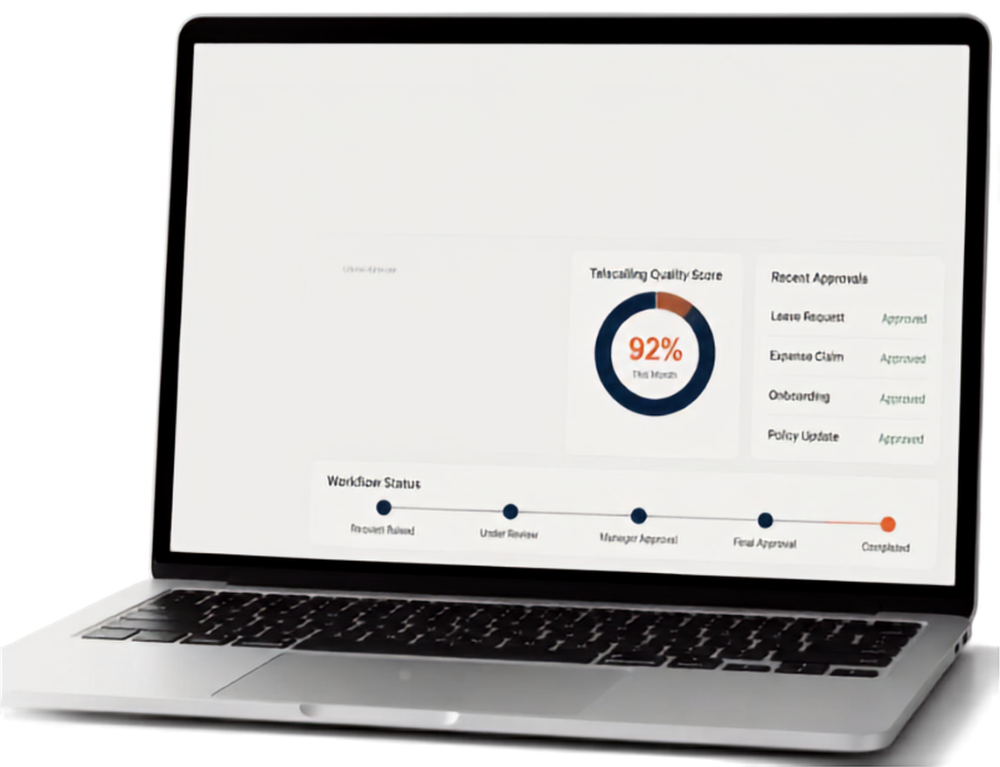 Telecalling Quality Score
92%
This Month
Recent Approvals
Leave Request Approved
Expense Claim Approved
Onboarding Approved
Policy Update Approved
Workflow Status
Request Raised
Under Review
Manager Approval
Final Approval
Completed